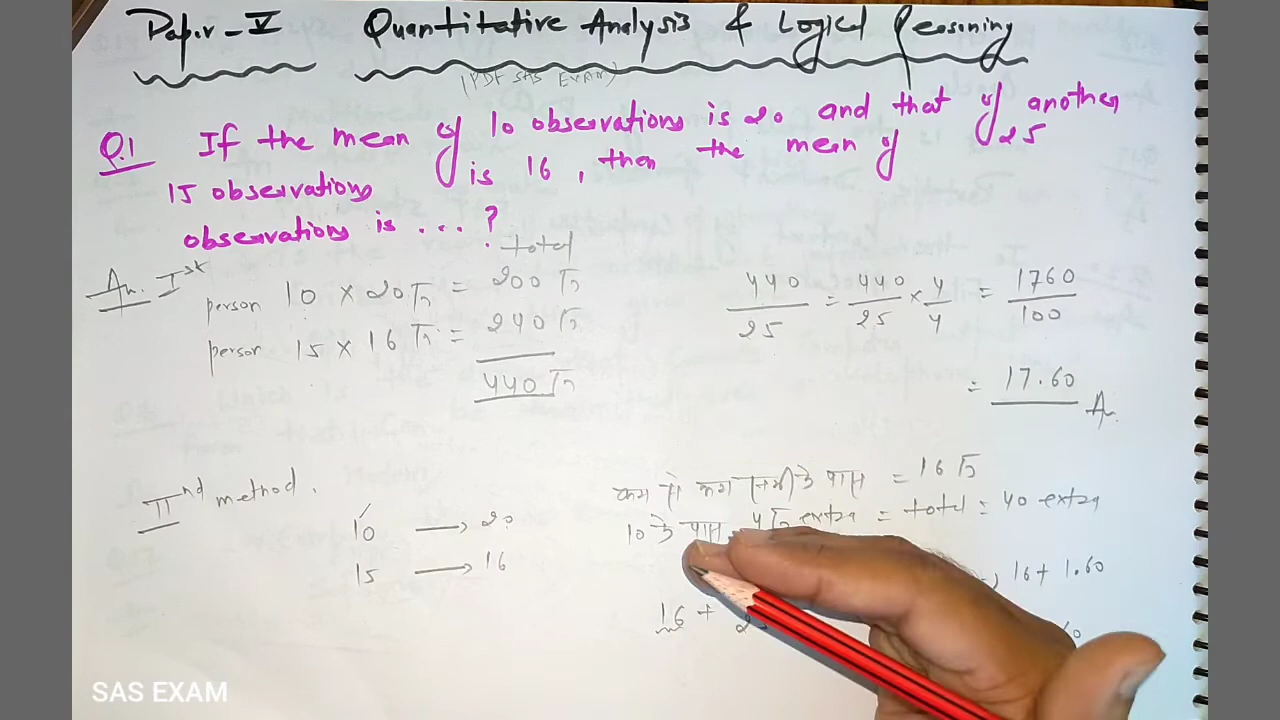 Paper-V Quantitative Analysis & Logical Reasoning
(PDF SAS EXAM)
Q.1 If the mean of 10 observations is 20 and that of another
15 observations is 16, then the mean of 25
observations is ...?
An. Ist
total
person 10 × 20 = 200
person 15 × 16 = 240
440
440/25 = 440/25 × 4/4 = 1760/100
= 17.60 A.
IInd method.
10 → 20
15 → 16
कम से कम सभी के पास = 16
10 के पास 4 extra = total = 40 extra
16 + 1.60
16 +
SAS EXAM